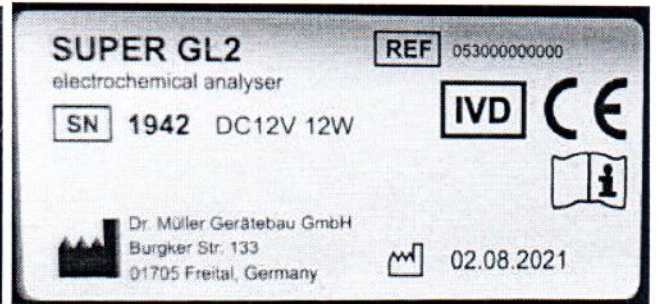 SUPER GL2
electrochemical analyser
SN 1942 DC12V 12W
REF 053000000000
IVD CE
i
Dr. Müller Gerätebau GmbH
Burgker Str. 133
01705 Freital, Germany
02.08.2021